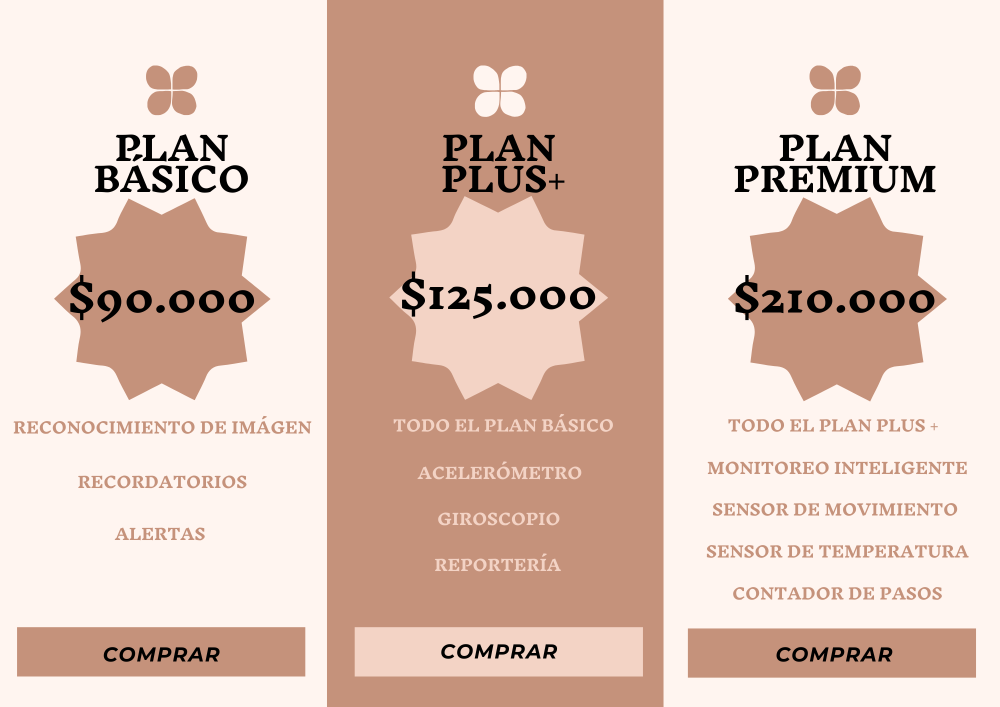 PLAN
BÁSICO
$90.000
RECONOCIMIENTO DE IMÁGEN
RECORDATORIOS
ALERTAS
COMPRAR
PLAN
PLUS+
$125.000
TODO EL PLAN BÁSICO
ACELERÓMETRO
GIROSCOPIO
REPORTERÍA
COMPRAR
PLAN
PREMIUM
$210.000
TODO EL PLAN PLUS +
MONITOREO INTELIGENTE
SENSOR DE MOVIMIENTO
SENSOR DE TEMPERATURA
CONTADOR DE PASOS
COMPRAR